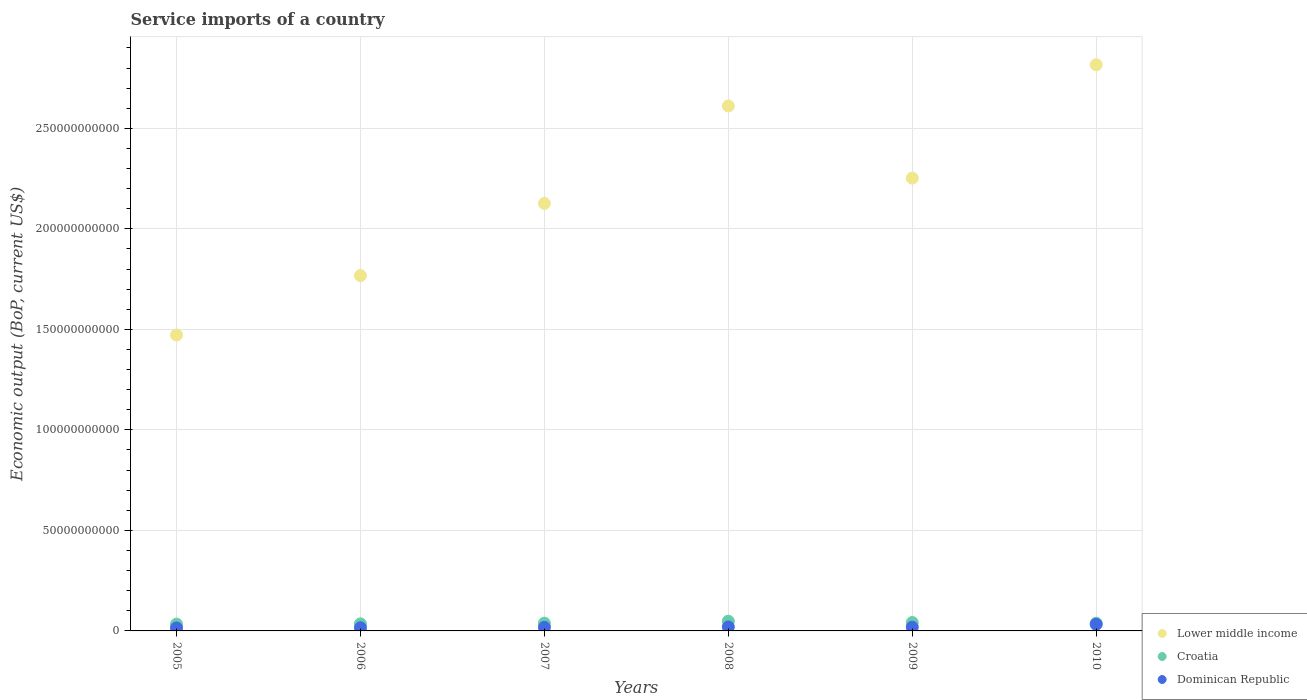 Service imports of a country
Economic output (BoP, current US$)
250000000000
200000000000
150000000000
100000000000
50000000000
0
2005
2006
2007
2008
2009
2010
Years
Lower middle income
Croatia
Dominican Republic